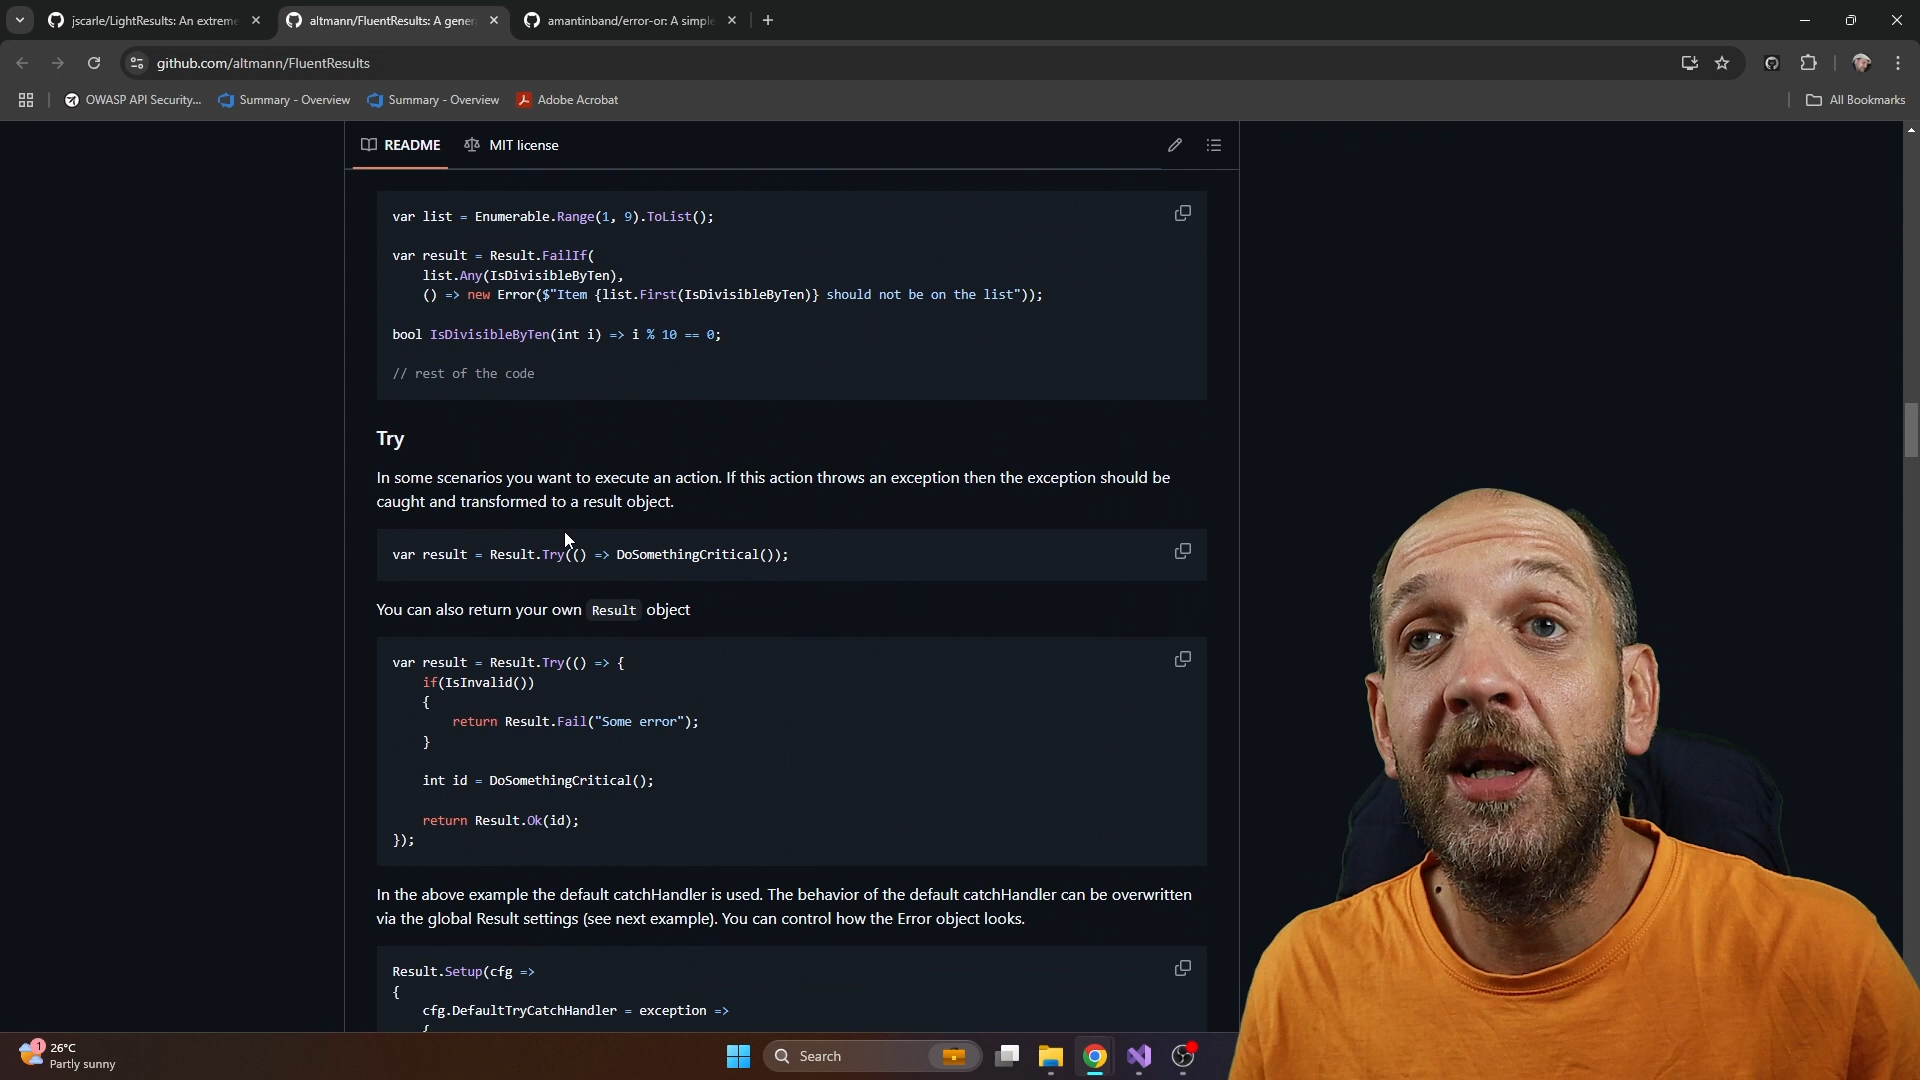 jscarle/LightResults: An extreme
altmann/FluentResults: A gener
amantinband/error-or: A simple
github.com/altmann/FluentResults
OWASP API Security...
Summary - Overview
Summary - Overview
Adobe Acrobat
All Bookmarks
README
MIT license
var list = Enumerable.Range(1, 9).ToList();
var result = Result.FailIf(
list.Any(IsDivisibleByTen),
() => new Error($"Item {list.First(IsDivisibleByTen)} should not be on the list"));
bool IsDivisibleByTen(int i) => i % 10 == 0;
// rest of the code
Try
In some scenarios you want to execute an action. If this action throws an exception then the exception should be
caught and transformed to a result object.
var result = Result.Try(() => DoSomethingCritical());
You can also return your own Result object
var result = Result.Try(() => {
if(IsInvalid())
{
return Result.Fail("Some error");
}
int id = DoSomethingCritical();
return Result.Ok(id);
});
In the above example the default catchHandler is used. The behavior of the default catchHandler can be overwritten
via the global Result settings (see next example). You can control how the Error object looks.
Result.Setup(cfg =>
{
cfg.DefaultTryCatchHandler = exception =>
{
1
26°C
Partly sunny
Search